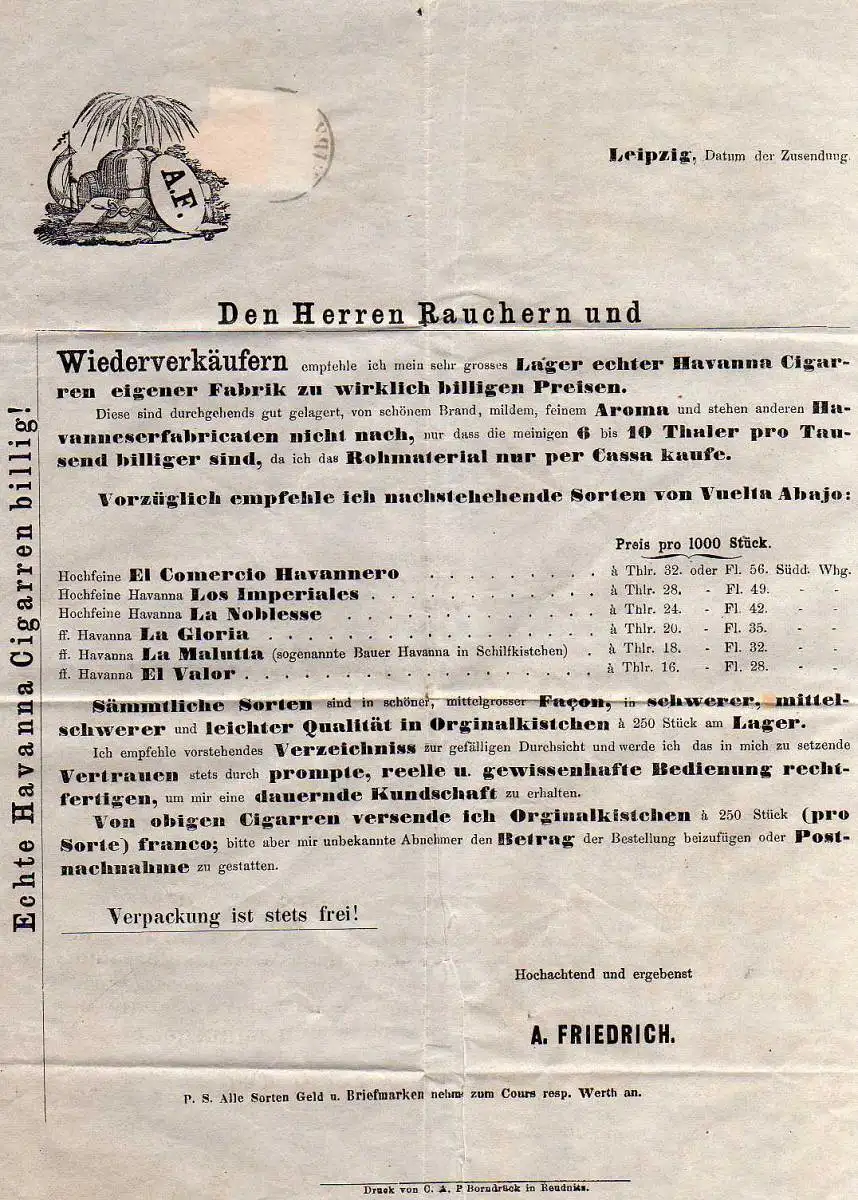 A.F.
Leipzig, Datum der Zusendung.
Den Herren Rauchern und
Echte Havanna Cigarren billig!
Wiederverkäufern empfehle ich mein sehr grosses Lager echter Havanna Cigar-
ren eigener Fabrik zu wirklich billigen Preisen.
Diese sind durchgehends gut gelagert, von schönem Brand, mildem, feinem Aroma und stehen anderen Ha-
vanneserfabricaten nicht nach, nur dass die meinigen 6 bis 10 Thaler pro Tau-
send billiger sind, da ich das Rohmaterial nur per Cassa kaufe.
Vorzüglich empfehle ich nachstehehende Sorten von Vuelta Abajo:
Preis pro 1000 Stück.
Hochfeine El Comercio Havannero . . . . . . . . . à Thlr. 32. oder Fl. 56. Südd. Whg.
Hochfeine Havanna Los Imperiales . . . . . . . . . . . . à Thlr. 28. - Fl. 49. - -
Hochfeine Havanna La Noblesse . . . . . . . . . . . . . à Thlr. 24. - Fl. 42. - -
ff. Havanna La Gloria . . . . . . . . . . . . . . . . . à Thlr. 20. - Fl. 35. - -
ff. Havanna La Malutta (sogenannte Bauer Havanna in Schilfkistchen) . à Thlr. 18. - Fl. 32. - -
ff. Havanna El Valor . . . . . . . . . . . . . . . . . . à Thlr. 16. - Fl. 28. - -
Sämmtliche Sorten sind in schöner, mittelgrosser Façon, in schwerer, mittel-
schwerer und leichter Qualität in Orginalkistchen à 250 Stück am Lager.
Ich empfehle vorstehendes Verzeichniss zur gefälligen Durchsicht und werde ich das in mich zu setzende
Vertrauen stets durch prompte, reelle u. gewissenhafte Bedienung recht-
fertigen, um mir eine dauernde Kundschaft zu erhalten.
Von obigen Cigarren versende ich Orginalkistchen à 250 Stück (pro
Sorte) franco; bitte aber mir unbekannte Abnehmer den Betrag der Bestellung beizufügen oder Post-
nachnahme zu gestatten.
Verpackung ist stets frei!
Hochachtend und ergebenst
A. FRIEDRICH.
P. S. Alle Sorten Geld u. Briefmarken nehme zum Cours resp. Werth an.
Druck von C. A. P Borndrück in Reudnitz.